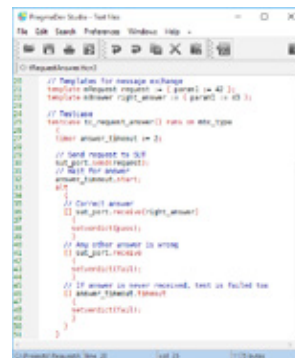 PragmaDev Studio - Text files
File Edit Search Preferences Windows Help
// Templates for message exchange
template mRequest request := { param1 := 42 };
template mAnswer right_answer := { param1 := 43 };
// Testcase
testcase tc_request_answer() runs on mtc_type
{
timer answer_timeout := 2;
// Send request to SUT
sut_port.send(request);
// Wait for answer
answer_timeout.start;
alt
{
// Correct answer
[] sut_port.receive(right_answer)
{
setverdict(pass);
}
// Any other answer is wrong
[] sut_port.receive
{
setverdict(fail);
}
// If answer is never received, test is failed too
[] answer_timeout.timeout
{
setverdict(fail);
}
}
}